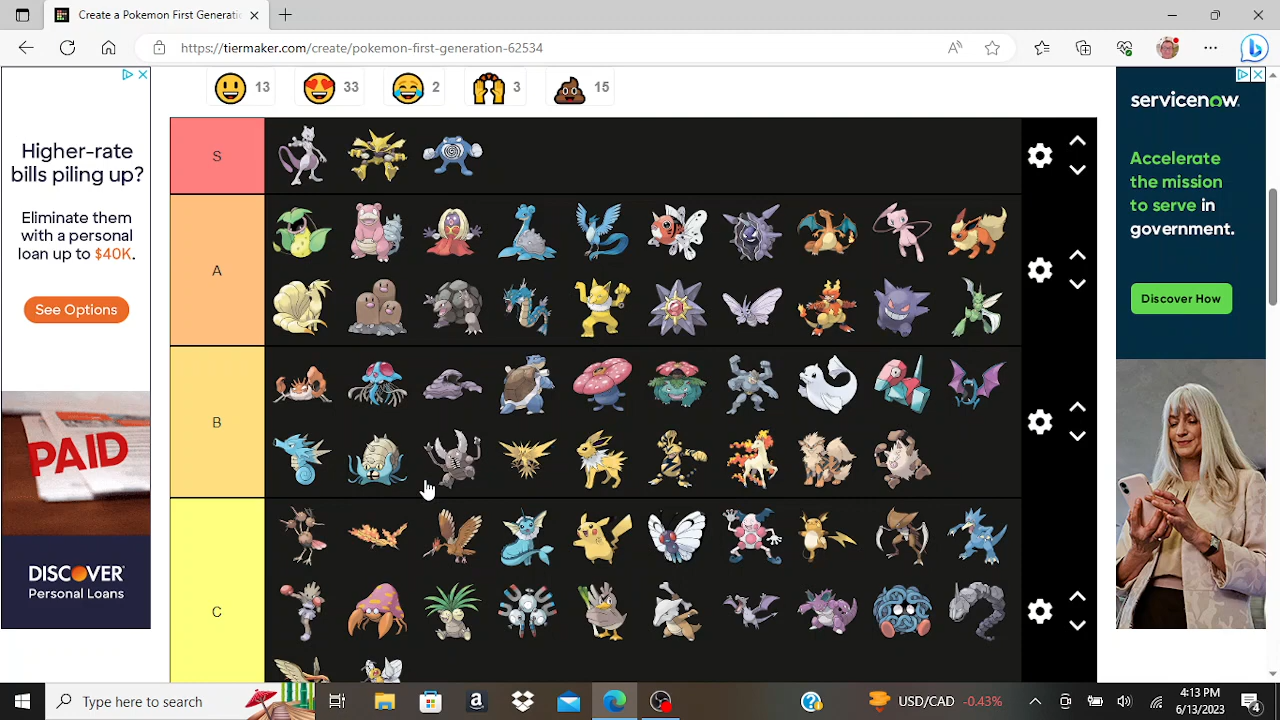 Create a Pokemon First Generatio
https://tiermaker.com/create/pokemon-first-generation-62534
13
33
2
3
15
Higher-rate
bills piling up?
Eliminate them
with a personal
loan up to $40K.
See Options
PAID
DISCOVER
Personal Loans
S
A
B
C
servicenow
Accelerate
the mission
to serve in
government.
Discover How
Type here to search
USD/CAD -0.43%
4:13 PM
6/13/2023
4